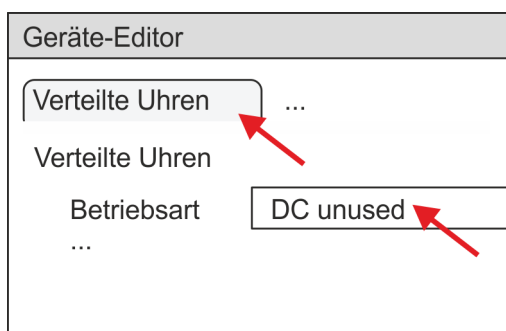 Geräte-Editor
Verteilte Uhren ...
Verteilte Uhren
Betriebsart DC unused
...